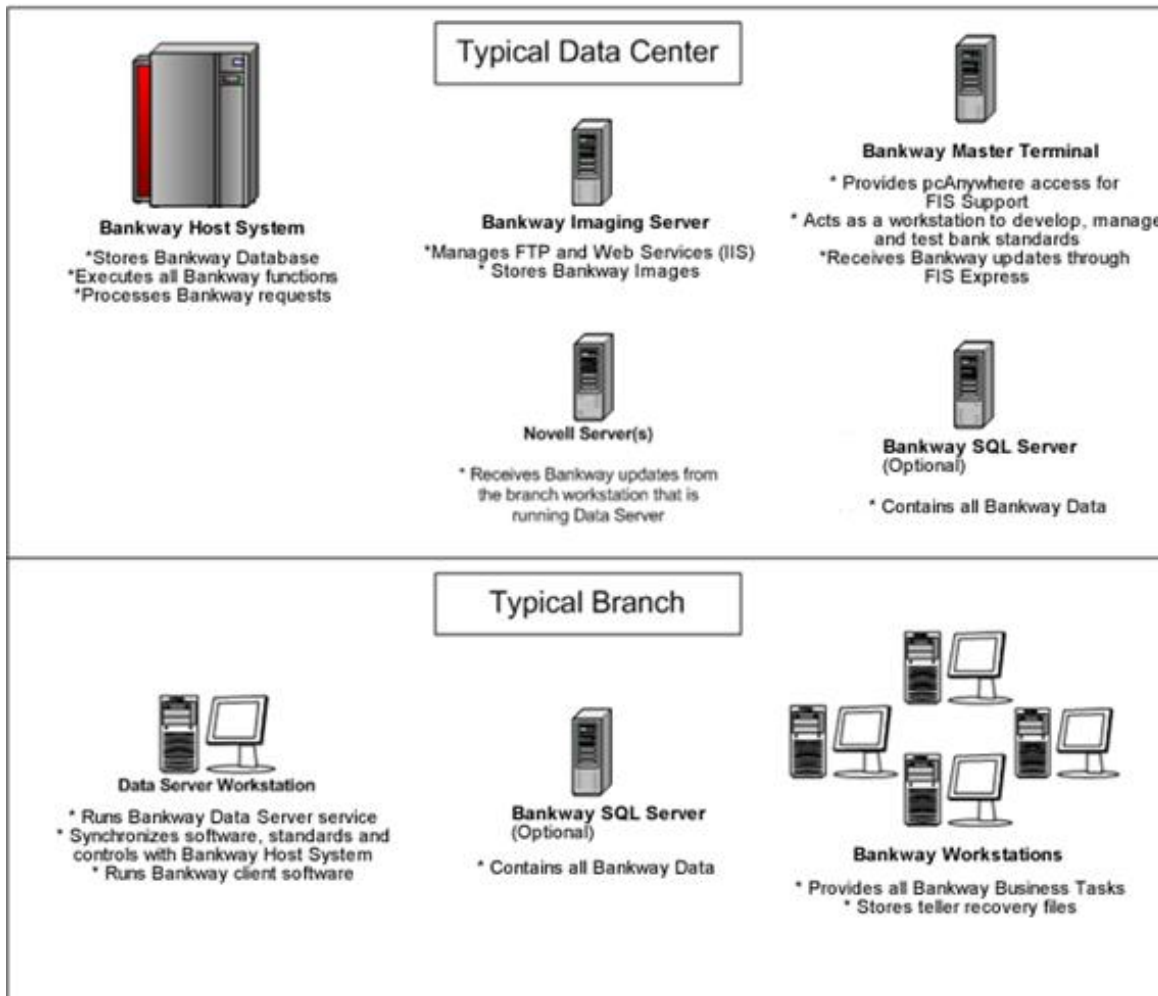 Typical Data Center
Bankway Host System
*Stores Bankway Database
*Executes all Bankway functions
*Processes Bankway requests
Bankway Imaging Server
*Manages FTP and Web Services (IIS)
* Stores Bankway Images
Bankway Master Terminal
* Provides pcAnywhere access for
FIS Support
* Acts as a workstation to develop, manage
and test bank standards
*Receives Bankway updates through
FIS Express
Novell Server(s)
* Receives Bankway updates from
the branch workstation that is
running Data Server
Bankway SQL Server
(Optional)
* Contains all Bankway Data
Typical Branch
Data Server Workstation
* Runs Bankway Data Server service
* Synchronizes software, standards and
controls with Bankway Host System
* Runs Bankway client software
Bankway SQL Server
(Optional)
* Contains all Bankway Data
Bankway Workstations
* Provides all Bankway Business Tasks
* Stores teller recovery files